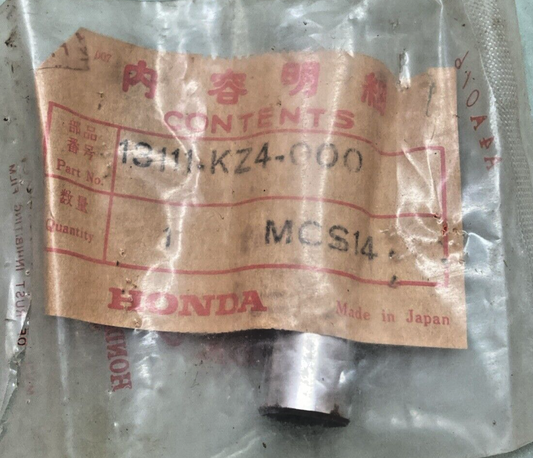 内容明細
CONTENTS
部品
番号
Part No.
13111-KZ4-000
数量
Quantity
1 MCS14
HONDA
Made in Japan